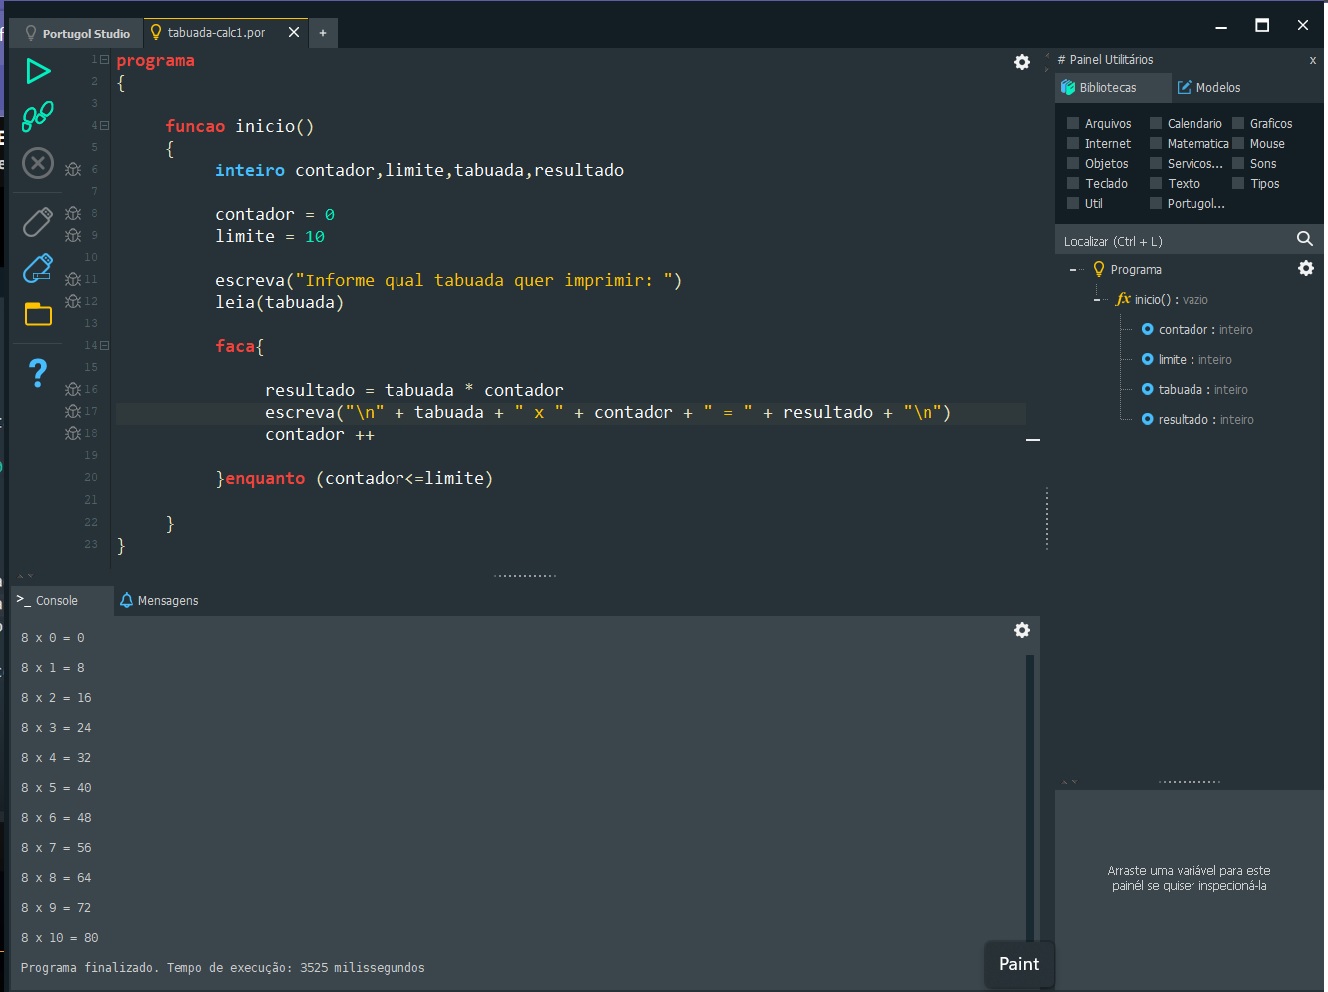 Portugol Studio
tabuada-calc1.por
+
# Painel Utilitários
x
Bibliotecas
Modelos
Arquivos
Calendario
Graficos
Internet
Matematica
Mouse
Objetos
Servicos...
Sons
Teclado
Texto
Tipos
Util
Portugol...
Localizar (Ctrl + L)
Programa
fx inicio() : vazio
contador : inteiro
limite : inteiro
tabuada : inteiro
resultado : inteiro
Arraste uma variável para este
painél se quiser inspecioná-la
1 programa
2 {
3
4 funcao inicio()
5 {
6 inteiro contador,limite,tabuada,resultado
7
8 contador = 0
9 limite = 10
10
11 escreva("Informe qual tabuada quer imprimir: ")
12 leia(tabuada)
13
14 faca{
15
16 resultado = tabuada * contador
17 escreva("\n" + tabuada + " x " + contador + " = " + resultado + "\n")
18 contador ++
19
20 }enquanto (contador<=limite)
21
22 }
23 }
>_ Console
Mensagens
8 x 0 = 0
8 x 1 = 8
8 x 2 = 16
8 x 3 = 24
8 x 4 = 32
8 x 5 = 40
8 x 6 = 48
8 x 7 = 56
8 x 8 = 64
8 x 9 = 72
8 x 10 = 80
Programa finalizado. Tempo de execução: 3525 milissegundos
Paint